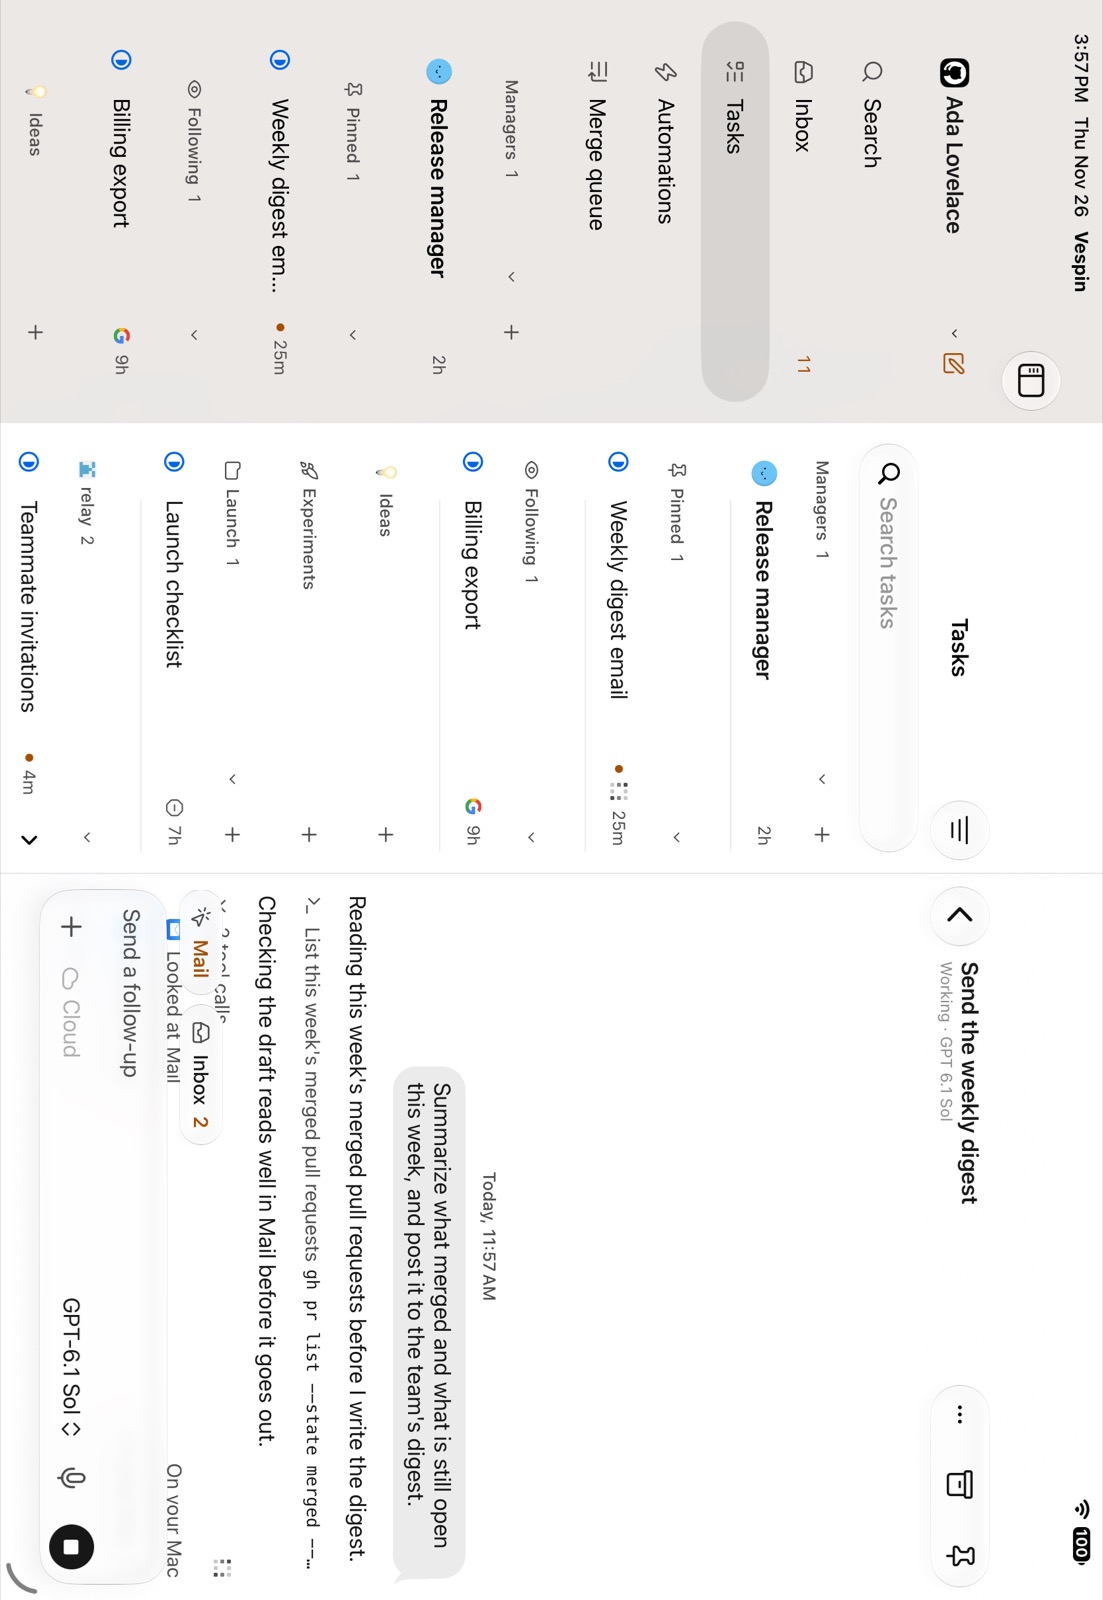 3:57 PM Thu Nov 26 Vespin
100
Ada Lovelace
Search
Inbox 11
Tasks
Automations
Merge queue
Managers 1
Release manager 2h
Pinned 1
Weekly digest em... 25m
Following 1
Billing export 9h
Ideas
Tasks
Search tasks
Managers 1
Release manager 2h
Pinned 1
Weekly digest email 25m
Following 1
Billing export 9h
Ideas
Experiments
Launch 1
Launch checklist 7h
relay 2
Teammate invitations 4m
Send the weekly digest
Working · GPT 6.1 Sol
Today, 11:57 AM
Summarize what merged and what is still open
this week, and post it to the team's digest.
Reading this week's merged pull requests before I write the digest.
List this week's merged pull requests gh pr list --state merged --…
Checking the draft reads well in Mail before it goes out.
2 tool calls
Mail
Inbox 2
Looked at Mail On your Mac
Send a follow-up
Cloud
GPT-6.1 Sol